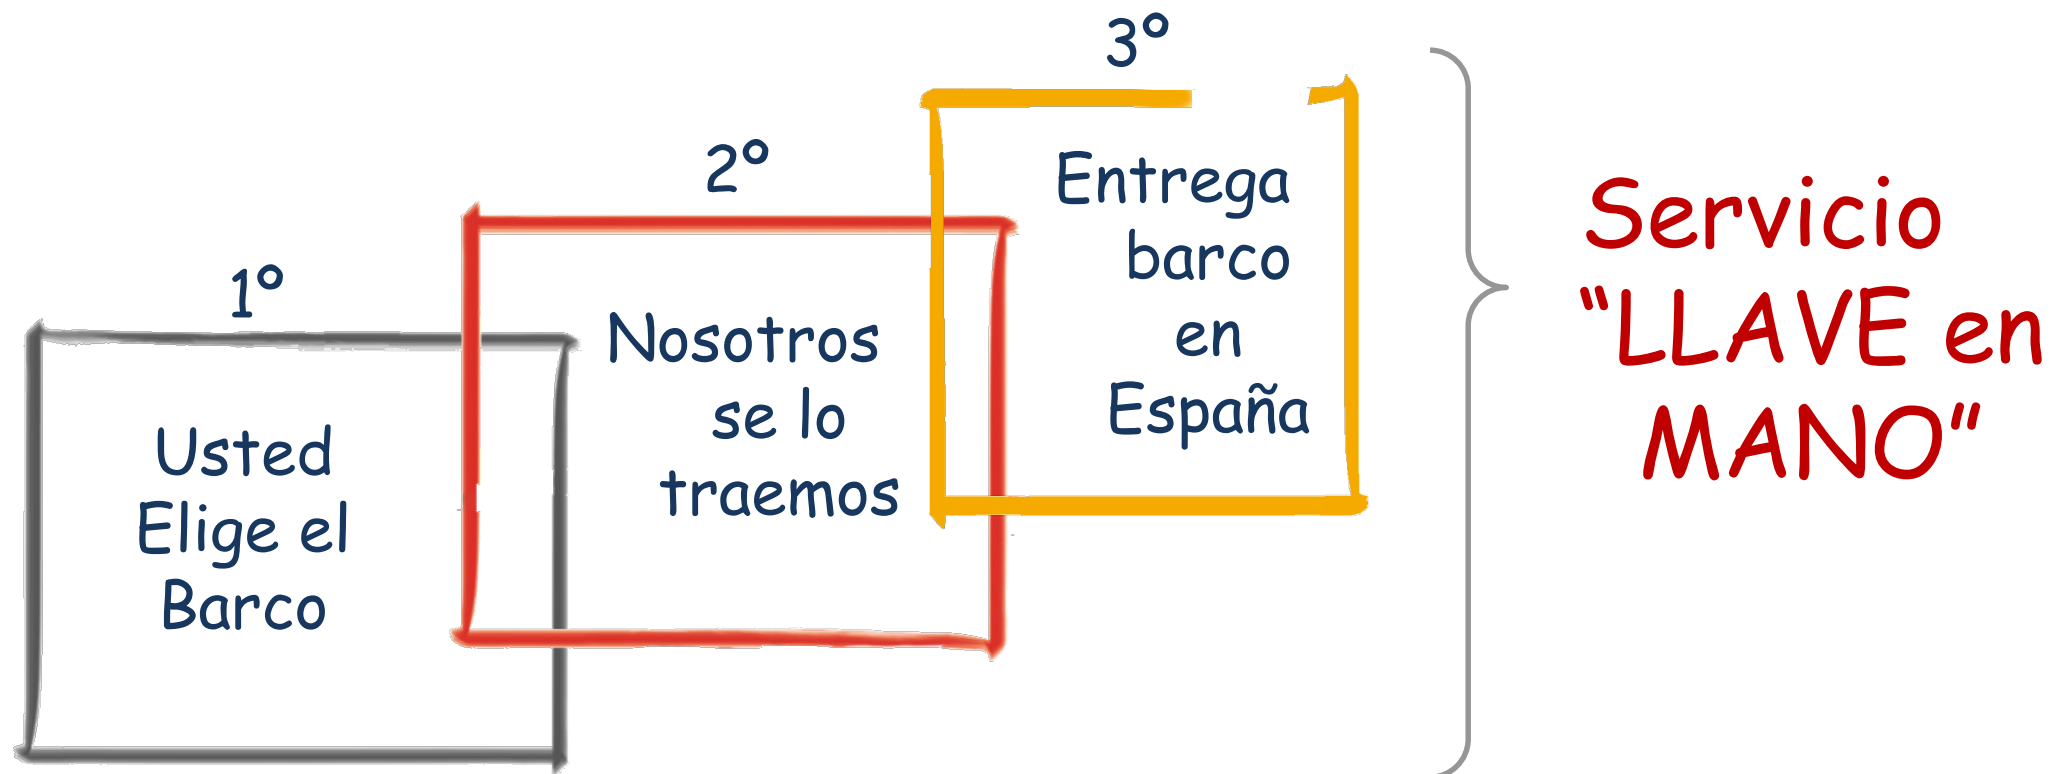 1º
Usted
Elige el
Barco
2º
Nosotros
se lo
traemos
3º
Entrega
barco
en
España
Servicio
“LLAVE en
MANO”